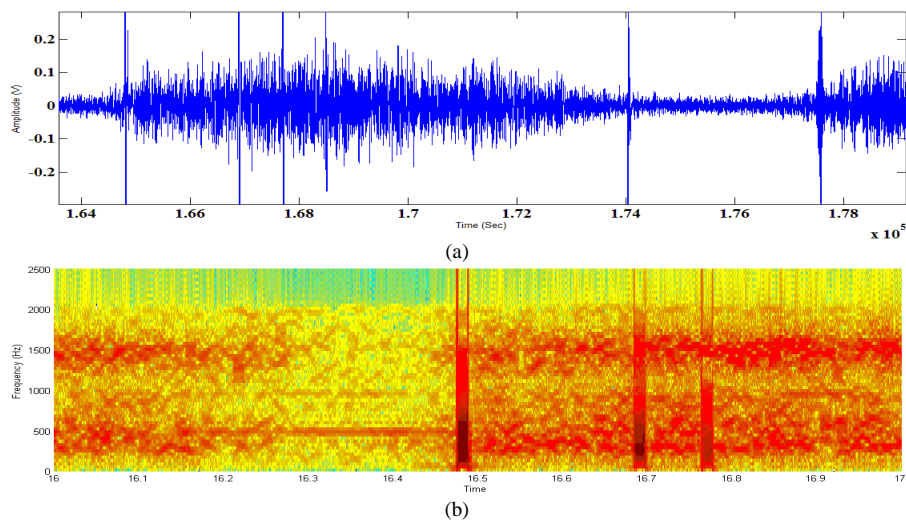 0.2
0.1
0
-0.1
-0.2
Amplitude (V)
1.64 1.66 1.68 1.7 1.72 1.74 1.76 1.78
Time (Sec)
x 10^5
(a)
2500
2000
1500
1000
500
0
Frequency (Hz)
16 16.1 16.2 16.3 16.4 16.5 16.6 16.7 16.8 16.9 17
Time
(b)